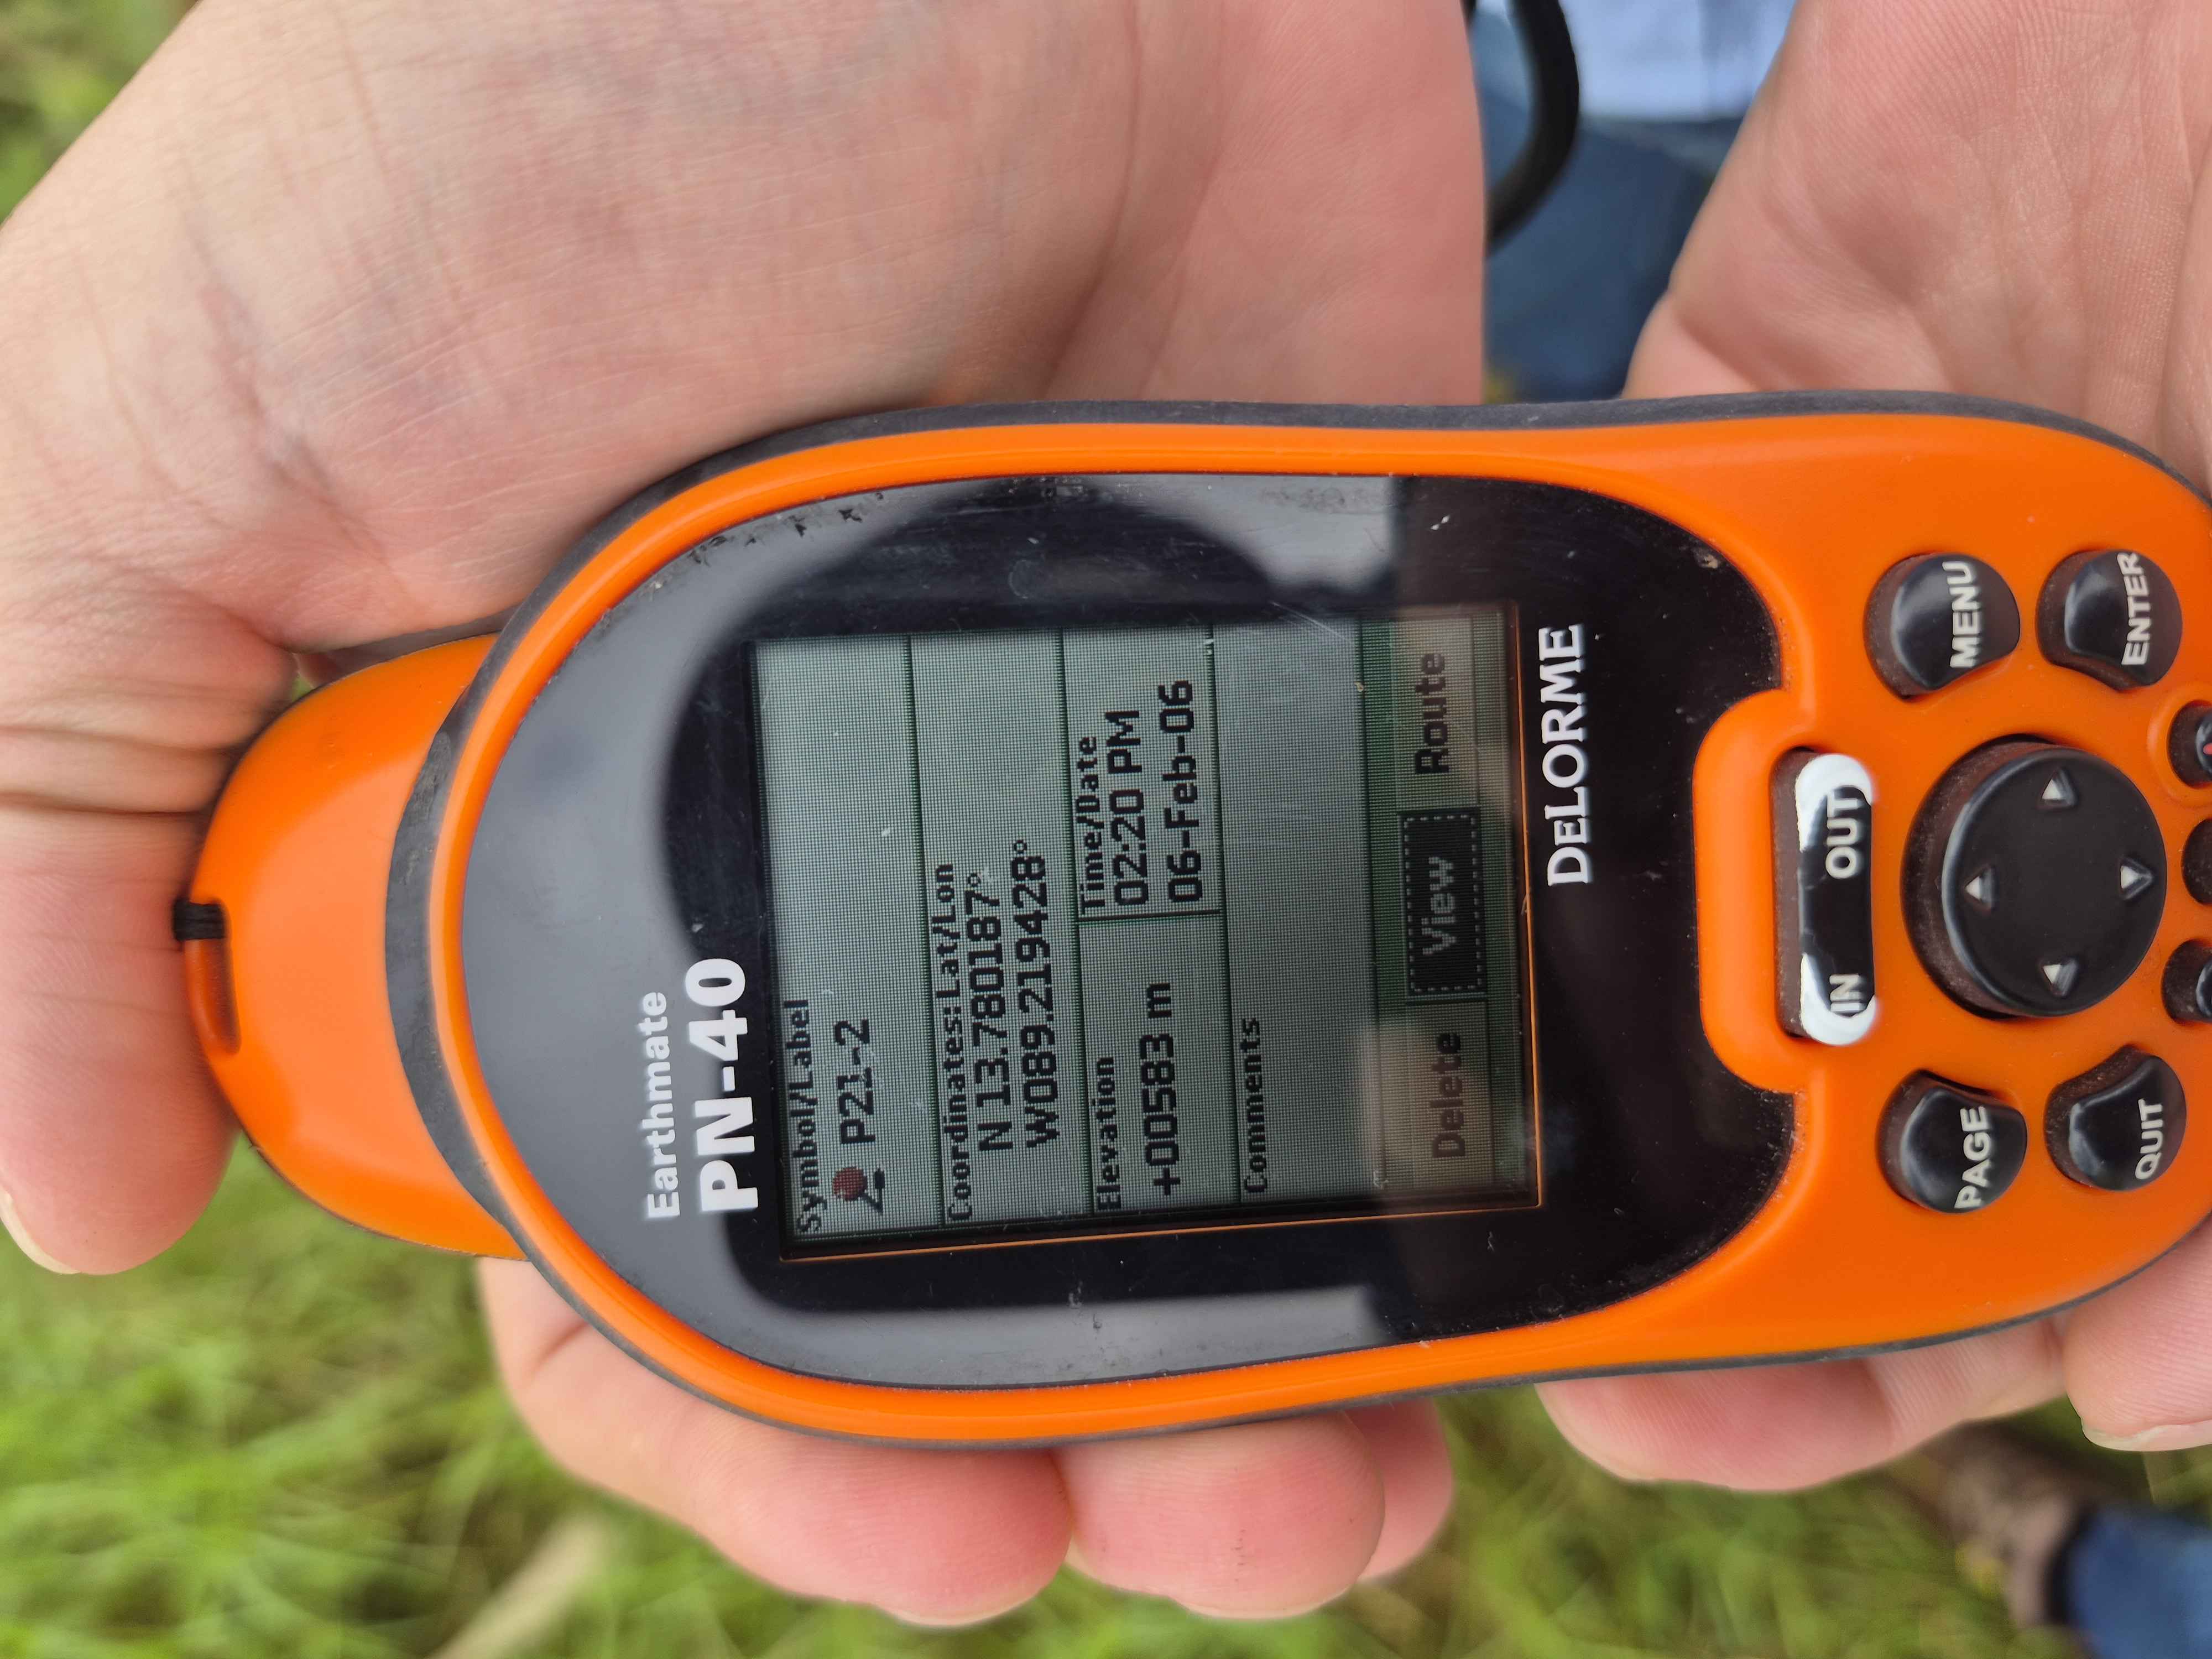 Earthmate
PN-40
Symbol/Label
P21-2
Coordinates:Lat/Lon
N 13.780187°
W089.219428°
Elevation
+00583 m
Time/Date
02:20 PM
06-Feb-06
Comments
Delete View Route
DELORME
IN OUT
PAGE MENU
QUIT ENTER